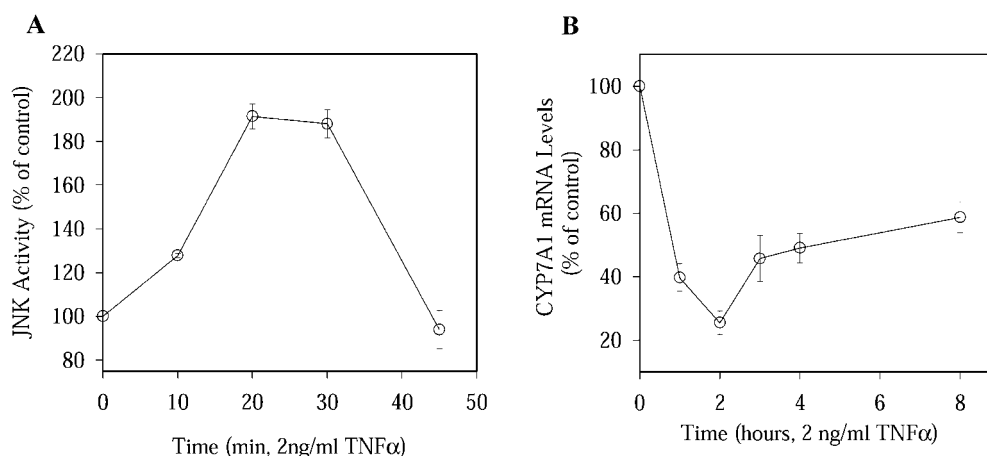 A
JNK Activity (% of control)
220
200
180
160
140
120
100
80
0 10 20 30 40 50
Time (min, 2ng/ml TNFα)
B
CYP7A1 mRNA Levels
(% of control)
100
80
60
40
20
0 2 4 6 8
Time (hours, 2 ng/ml TNFα)